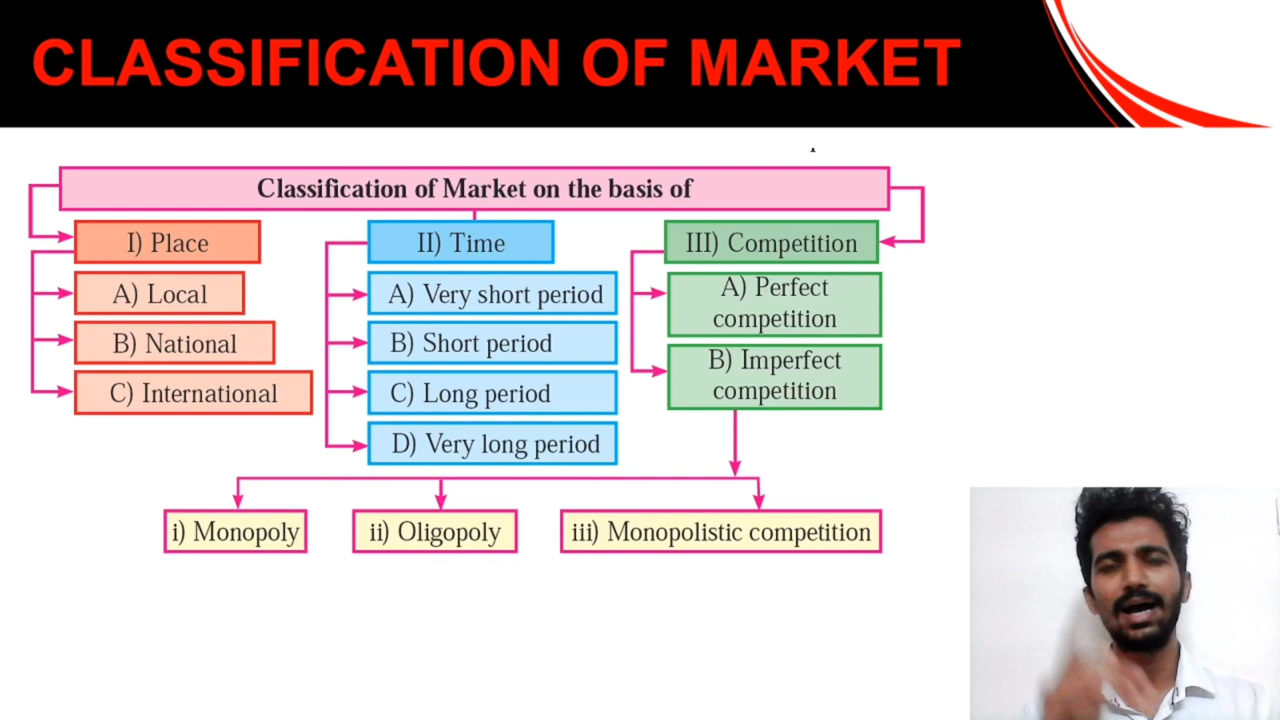 CLASSIFICATION OF MARKET
Classification of Market on the basis of
I) Place
A) Local
B) National
C) International
II) Time
A) Very short period
B) Short period
C) Long period
D) Very long period
III) Competition
A) Perfect
competition
B) Imperfect
competition
i) Monopoly
ii) Oligopoly
iii) Monopolistic competition